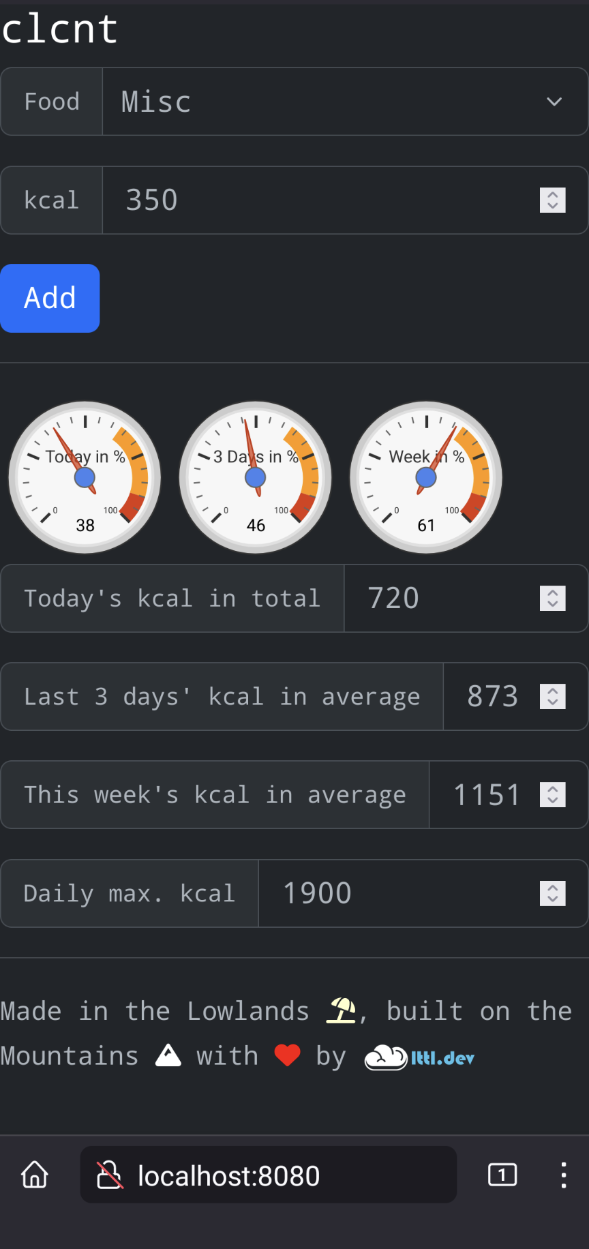 clcnt
Food Misc
kcal 350
Add
Today in % 3 Days in % Week in %
0 100 0 100 0 100
38 46 61
Today's kcal in total 720
Last 3 days' kcal in average 873
This week's kcal in average 1151
Daily max. kcal 1900
Made in the Lowlands ⛱, built on the
Mountains with ❤ by lttl.dev
1
localhost:8080